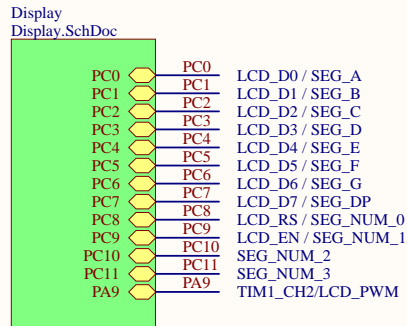 Display
Display.SchDoc
PC0 PC0 LCD_D0 / SEG_A
PC1 PC1 LCD_D1 / SEG_B
PC2 PC2 LCD_D2 / SEG_C
PC3 PC3 LCD_D3 / SEG_D
PC4 PC4 LCD_D4 / SEG_E
PC5 PC5 LCD_D5 / SEG_F
PC6 PC6 LCD_D6 / SEG_G
PC7 PC7 LCD_D7 / SEG_DP
PC8 PC8 LCD_RS / SEG_NUM_0
PC9 PC9 LCD_EN / SEG_NUM_1
PC10 PC10 SEG_NUM_2
PC11 PC11 SEG_NUM_3
PA9 PA9 TIM1_CH2/LCD_PWM